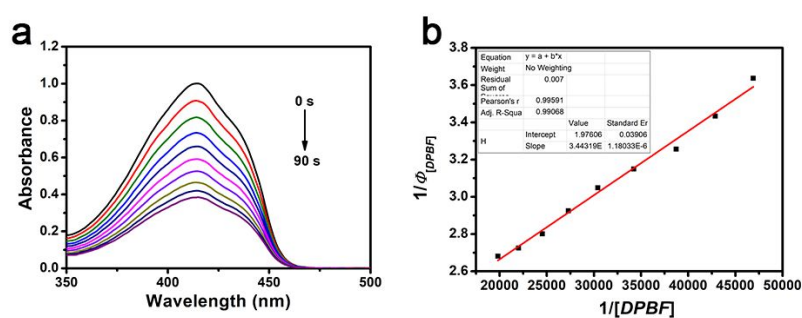 a
1.2
1.0
0.8
0.6
0.4
0.2
0.0
Absorbance
0 s
90 s
350 400 450 500
Wavelength (nm)
b
3.8
3.6
3.4
3.2
3.0
2.8
2.6
1/Φ[DPBF]
Equation y = a + b*x
Weight No Weighting
Residual 0.007
Sum of
Pearson's r 0.99591
Adj. R-Squa 0.99068
Value Standard Er
H Intercept 1.97606 0.03906
Slope 3.44319E 1.18033E-6
20000 25000 30000 35000 40000 45000 50000
1/[DPBF]